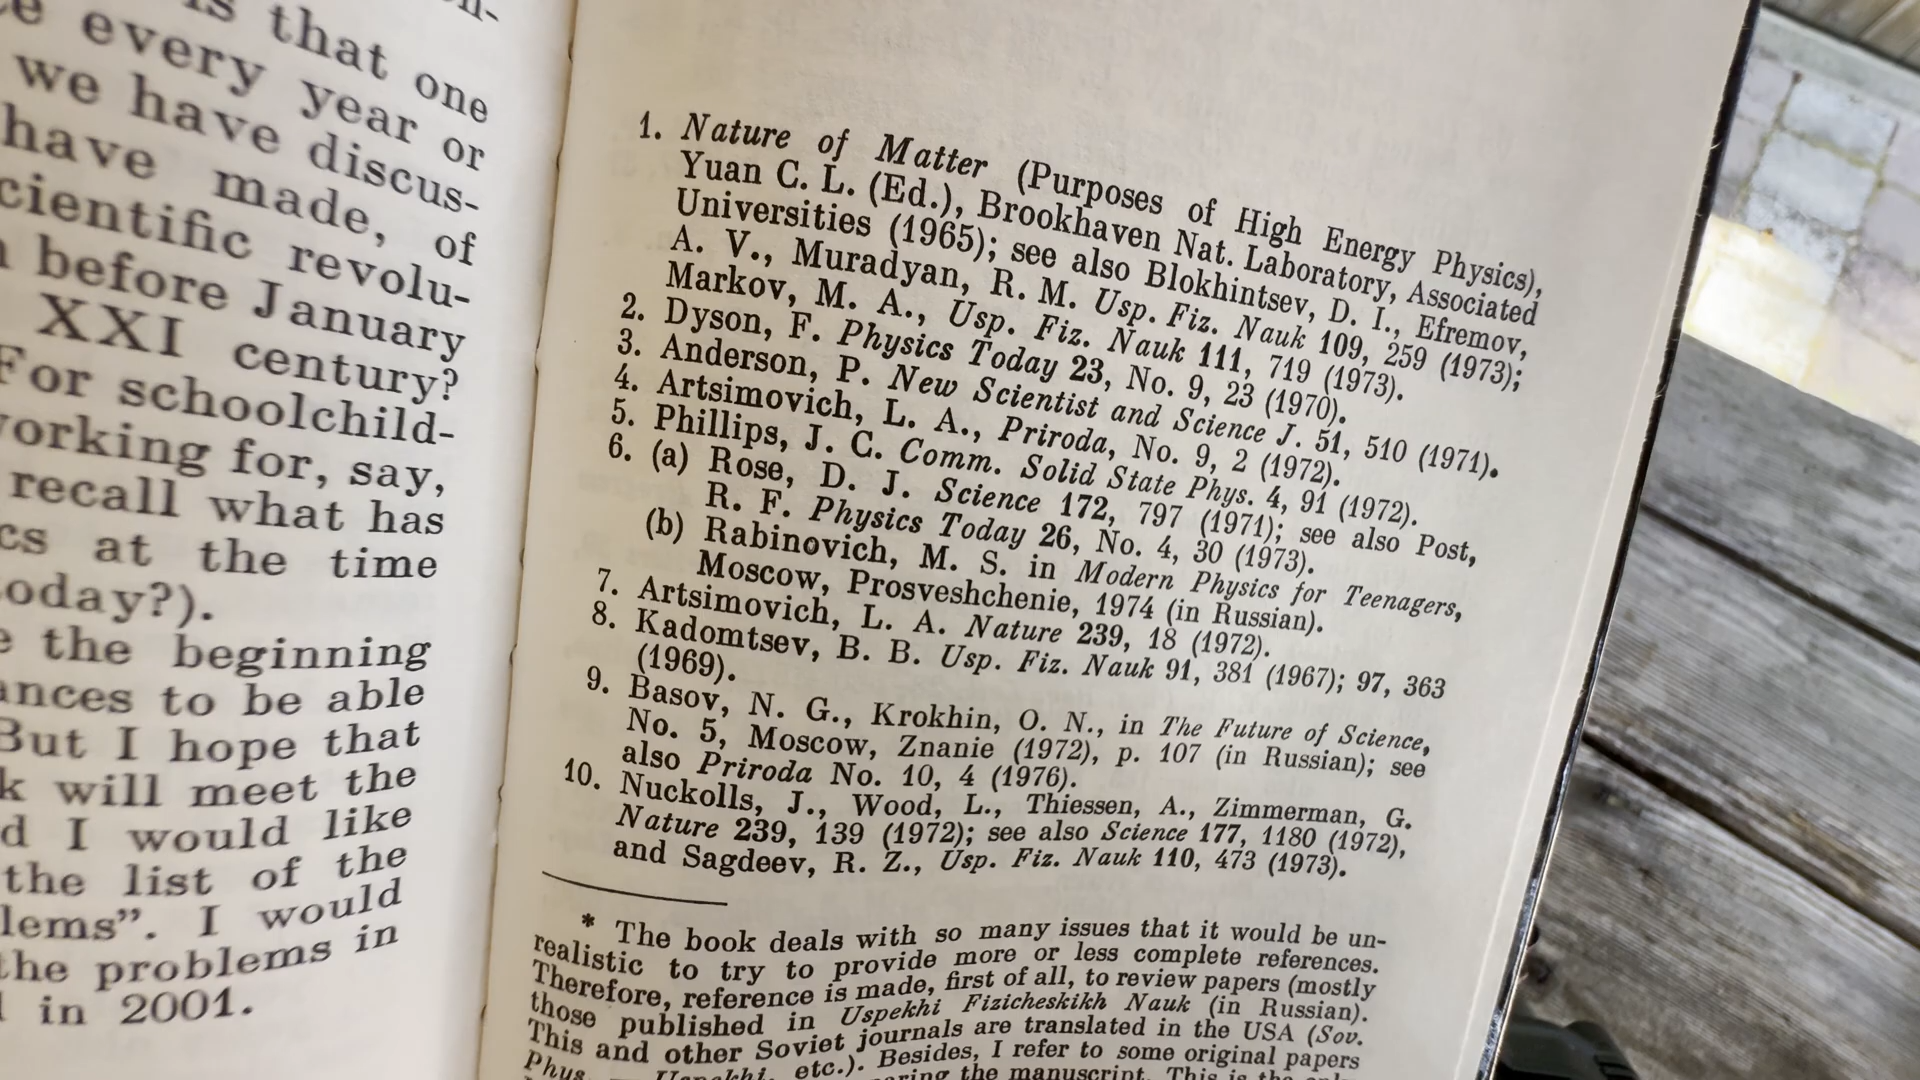 is that one
every year or
we have discus-
have made, of
scientific revolu-
before January
XXI century?
For schoolchild-
working for, say,
recall what has
at the time
today?).
the beginning
to be able
But I hope that
will meet the
I would like
the list of the
I would
the problems in
in 2001.
1. Nature of Matter (Purposes of High Energy Physics),
Yuan C. L. (Ed.), Brookhaven Nat. Laboratory, Associated
Universities (1965); see also Blokhintsev, D. I., Efremov,
A. V., Muradyan, R. M. Usp. Fiz. Nauk 109, 259 (1973);
Markov, M. A., Usp. Fiz. Nauk 111, 719 (1973).
2. Dyson, F. Physics Today 23, No. 9, 23 (1970).
3. Anderson, P. New Scientist and Science J. 51, 510 (1971).
4. Artsimovich, L. A., Priroda, No. 9, 2 (1972).
5. Phillips, J. C. Comm. Solid State Phys. 4, 91 (1972).
6. (a) Rose, D. J. Science 172, 797 (1971); see also Post,
R. F. Physics Today 26, No. 4, 30 (1973).
(b) Rabinovich, M. S. in Modern Physics for Teenagers,
Moscow, Prosveshchenie, 1974 (in Russian).
7. Artsimovich, L. A. Nature 239, 18 (1972).
8. Kadomtsev, B. B. Usp. Fiz. Nauk 91, 381 (1967); 97, 363
(1969).
9. Basov, N. G., Krokhin, O. N., in The Future of Science,
No. 5, Moscow, Znanie (1972), p. 107 (in Russian); see
also Priroda No. 10, 4 (1976).
10. Nuckolls, J., Wood, L., Thiessen, A., Zimmerman, G.
Nature 239, 139 (1972); see also Science 177, 1180 (1972),
and Sagdeev, R. Z., Usp. Fiz. Nauk 110, 473 (1973).
* The book deals with so many issues that it would be un-
realistic to try to provide more or less complete references.
Therefore, reference is made, first of all, to review papers (mostly
those published in Uspekhi Fizicheskikh Nauk (in Russian).
This and other Soviet journals are translated in the USA (Sov.
Phys. — Uspekhi, etc.). Besides, I refer to some original papers
the manuscript. This is the